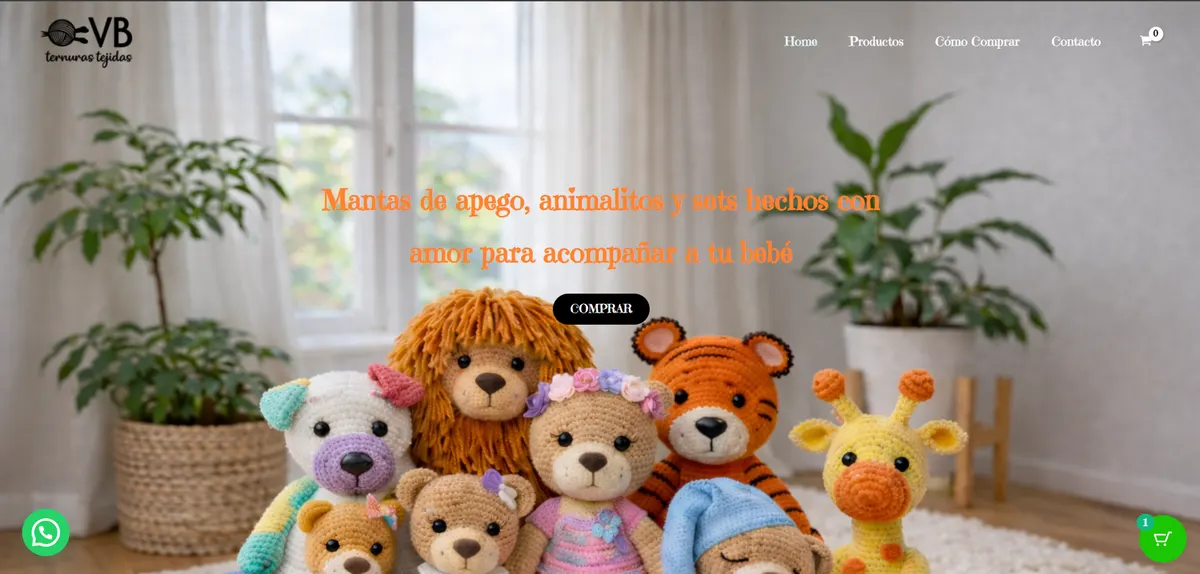 VB
ternuras tejidas
Home
Productos
Cómo Comprar
Contacto
0
Mantas de apego, animalitos y sets hechos con
amor para acompañar a tu bebé
COMPRAR
1